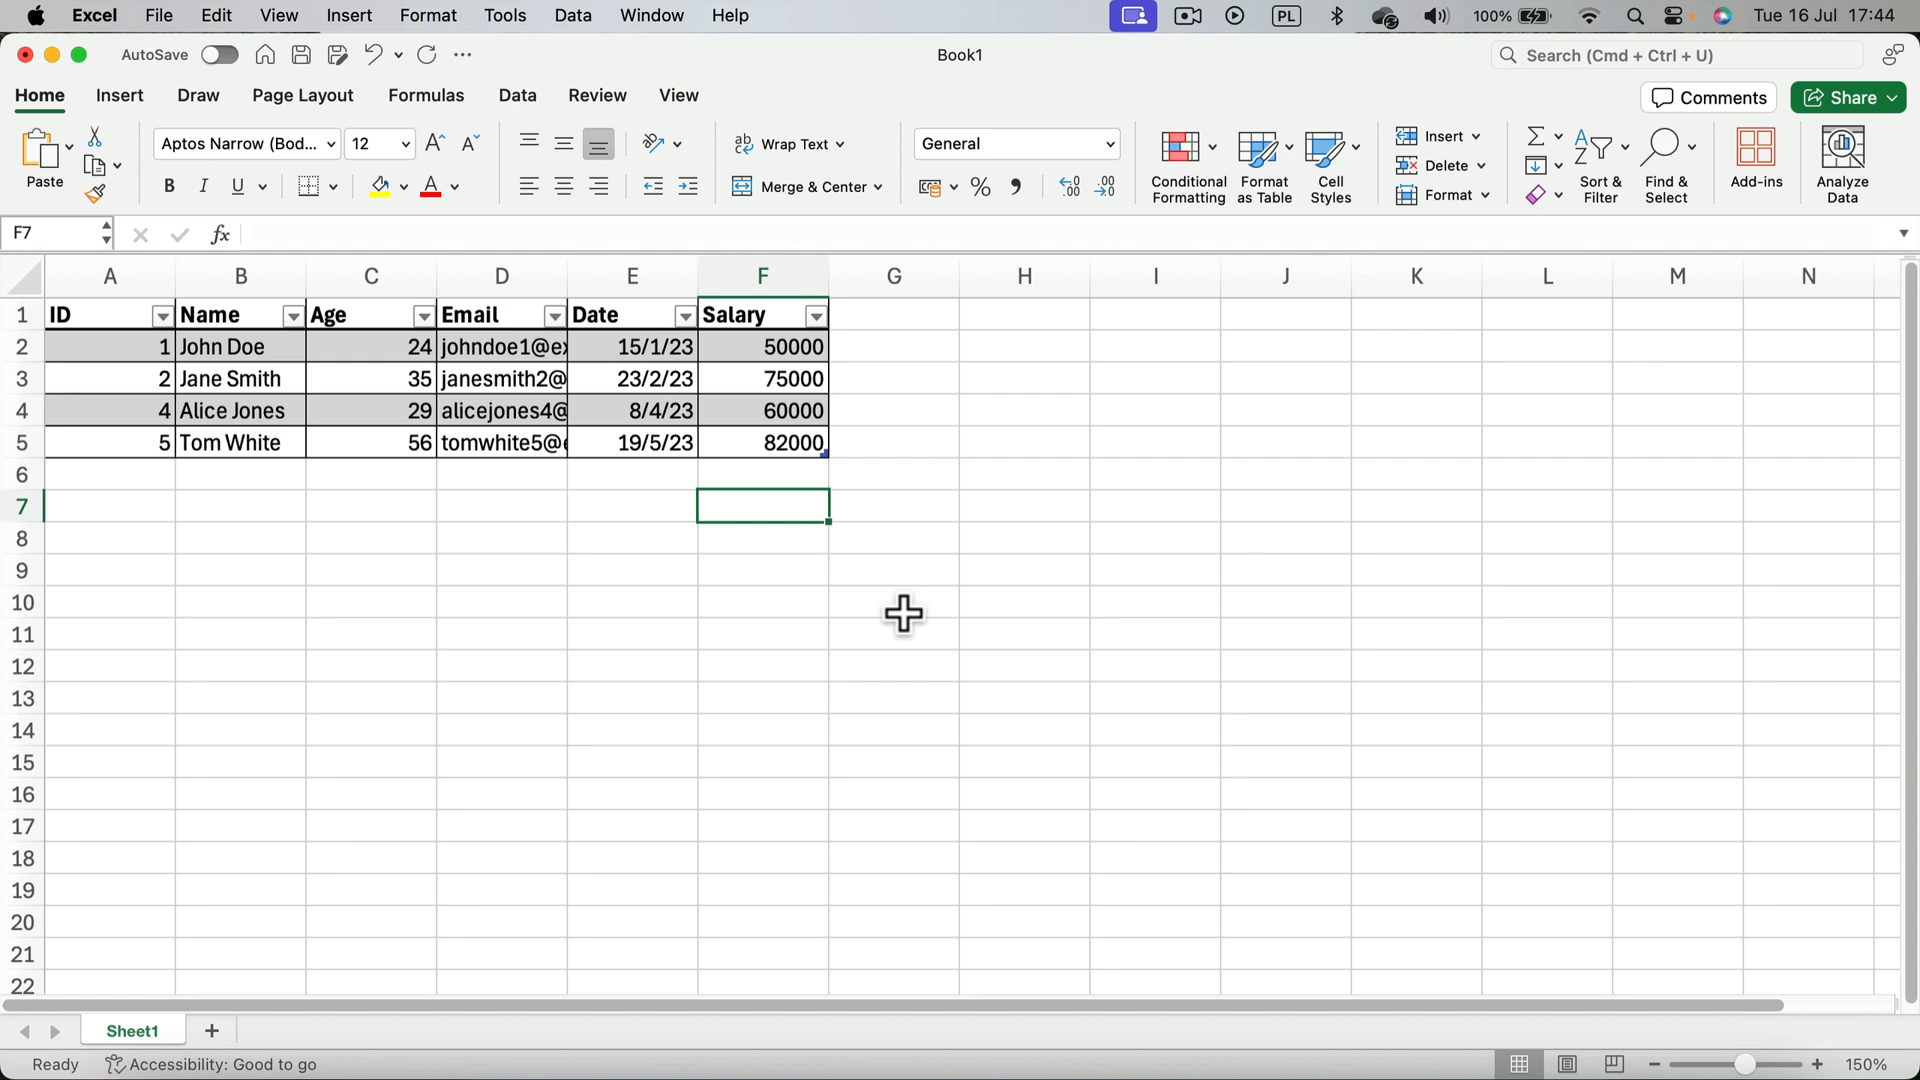 Excel File Edit View Insert Format Tools Data Window Help PL 100% Tue 16 Jul 17:44
AutoSave Book1 Search (Cmd + Ctrl + U)
Home Insert Draw Page Layout Formulas Data Review View Comments Share
Paste
Aptos Narrow (Bod... 12
B I U
Wrap Text
Merge & Center
General
Conditional Formatting
Format as Table
Cell Styles
Insert
Delete
Format
Sort & Filter
Find & Select
Add-ins
Analyze Data
F7 fx
A B C D E F G H I J K L M N
1 ID Name Age Email Date Salary
2 1 John Doe 24 johndoe1@ex 15/1/23 50000
3 2 Jane Smith 35 janesmith2@ 23/2/23 75000
4 4 Alice Jones 29 alicejones4@ 8/4/23 60000
5 5 Tom White 56 tomwhite5@e 19/5/23 82000
6
7
8
9
10
11
12
13
14
15
16
17
18
19
20
21
22
Sheet1 +
Ready Accessibility: Good to go 150%